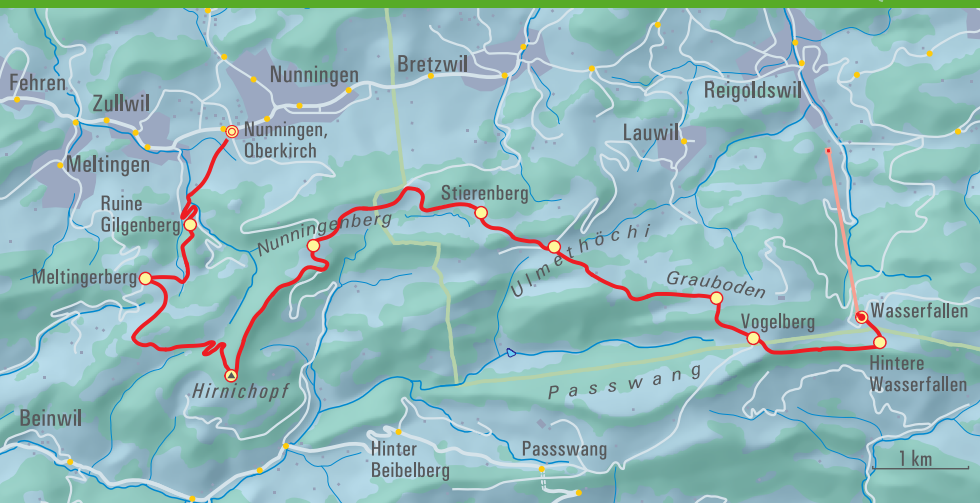 Bretzwil
Nunningen
Fehren
Reigoldswil
Zullwil
Nunningen,
Oberkirch
Lauwil
Meltingen
Stierenberg
Ruine
Gilgenberg
Nunningenberg
Ulmethöchi
Meltingerberg
Grauboden
Wasserfallen
Vogelberg
Hintere
Wasserfallen
Hirnichopf
Passwang
Beinwil
Hinter
Beibelberg
Passswang
1 km